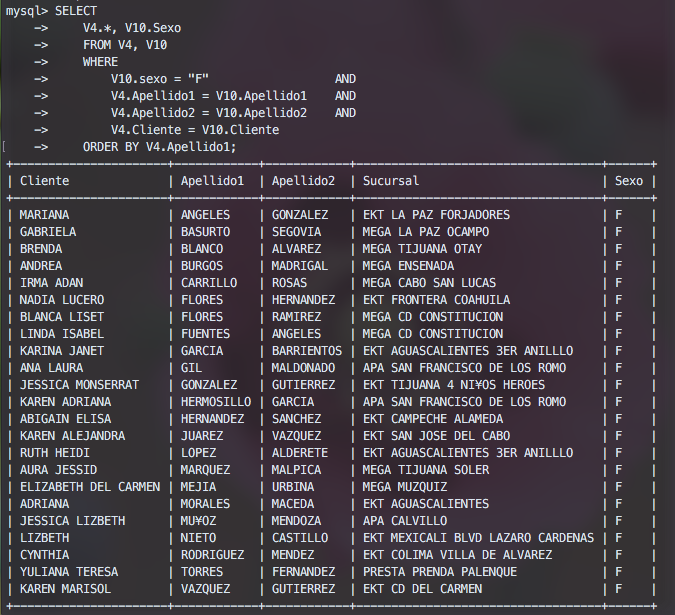 mysql> SELECT
    ->     V4.*, V10.Sexo
    ->     FROM V4, V10
    ->     WHERE
    ->         V10.sexo = "F"                  AND
    ->         V4.Apellido1 = V10.Apellido1    AND
    ->         V4.Apellido2 = V10.Apellido2    AND
    ->         V4.Cliente = V10.Cliente
[   ->     ORDER BY V4.Apellido1;
+----------------------+------------+-------------+-----------------------------------+------+
| Cliente              | Apellido1  | Apellido2   | Sucursal                          | Sexo |
+----------------------+------------+-------------+-----------------------------------+------+
| MARIANA              | ANGELES    | GONZALEZ    | EKT LA PAZ FORJADORES             | F    |
| GABRIELA             | BASURTO    | SEGOVIA     | MEGA LA PAZ OCAMPO                | F    |
| BRENDA               | BLANCO     | ALVAREZ     | MEGA TIJUANA OTAY                 | F    |
| ANDREA               | BURGOS     | MADRIGAL    | MEGA ENSENADA                     | F    |
| IRMA ADAN            | CARRILLO   | ROSAS       | MEGA CABO SAN LUCAS               | F    |
| NADIA LUCERO         | FLORES     | HERNANDEZ   | EKT FRONTERA COAHUILA             | F    |
| BLANCA LISET         | FLORES     | RAMIREZ     | MEGA CD CONSTITUCION              | F    |
| LINDA ISABEL         | FUENTES    | ANGELES     | MEGA CD CONSTITUCION              | F    |
| KARINA JANET         | GARCIA     | BARRIENTOS  | EKT AGUASCALIENTES 3ER ANILLLO    | F    |
| ANA LAURA            | GIL        | MALDONADO   | APA SAN FRANCISCO DE LOS ROMO     | F    |
| JESSICA MONSERRAT    | GONZALEZ   | GUTIERREZ   | EKT TIJUANA 4 NI¥OS HEROES        | F    |
| KAREN ADRIANA        | HERMOSILLO | GARCIA      | APA SAN FRANCISCO DE LOS ROMO     | F    |
| ABIGAIN ELISA        | HERNANDEZ  | SANCHEZ     | EKT CAMPECHE ALAMEDA              | F    |
| KAREN ALEJANDRA      | JUAREZ     | VAZQUEZ     | EKT SAN JOSE DEL CABO             | F    |
| RUTH HEIDI           | LOPEZ      | ALDERETE    | EKT AGUASCALIENTES 3ER ANILLLO    | F    |
| AURA JESSID          | MARQUEZ    | MALPICA     | MEGA TIJUANA SOLER                | F    |
| ELIZABETH DEL CARMEN | MEJIA      | URBINA      | MEGA MUZQUIZ                      | F    |
| ADRIANA              | MORALES    | MACEDA      | EKT AGUASCALIENTES                | F    |
| JESSICA LIZBETH      | MU¥OZ      | MENDOZA     | APA CALVILLO                      | F    |
| LIZBETH              | NIETO      | CASTILLO    | EKT MEXICALI BLVD LAZARO CARDENAS | F    |
| CYNTHIA              | RODRIGUEZ  | MENDEZ      | EKT COLIMA VILLA DE ALVAREZ       | F    |
| YULIANA TERESA       | TORRES     | FERNANDEZ   | PRESTA PRENDA PALENQUE            | F    |
| KAREN MARISOL        | VAZQUEZ    | GUTIERREZ   | EKT CD DEL CARMEN                 | F    |
+----------------------+------------+-------------+-----------------------------------+------+